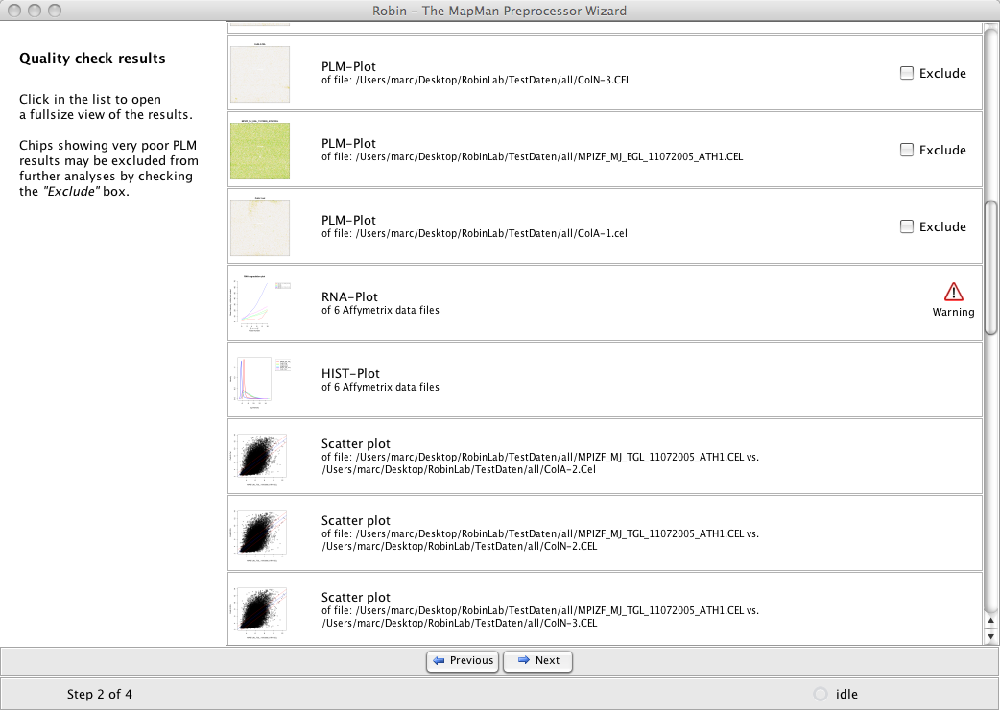 Robin – The MapMan Preprocessor Wizard
Quality check results
Click in the list to open
a fullsize view of the results.
Chips showing very poor PLM
results may be excluded from
further analyses by checking
the "Exclude" box.
PLM-Plot
of file: /Users/marc/Desktop/RobinLab/TestDaten/all/ColN-3.CEL
Exclude
PLM-Plot
of file: /Users/marc/Desktop/RobinLab/TestDaten/all/MPIZF_MJ_EGL_11072005_ATH1.CEL
Exclude
PLM-Plot
of file: /Users/marc/Desktop/RobinLab/TestDaten/all/ColA-1.cel
Exclude
RNA-Plot
of 6 Affymetrix data files
Warning
HIST-Plot
of 6 Affymetrix data files
Scatter plot
of file: /Users/marc/Desktop/RobinLab/TestDaten/all/MPIZF_MJ_TGL_11072005_ATH1.CEL vs.
/Users/marc/Desktop/RobinLab/TestDaten/all/ColA-2.Cel
Scatter plot
of file: /Users/marc/Desktop/RobinLab/TestDaten/all/MPIZF_MJ_TGL_11072005_ATH1.CEL vs.
/Users/marc/Desktop/RobinLab/TestDaten/all/ColN-2.CEL
Scatter plot
of file: /Users/marc/Desktop/RobinLab/TestDaten/all/MPIZF_MJ_TGL_11072005_ATH1.CEL vs.
/Users/marc/Desktop/RobinLab/TestDaten/all/ColN-3.CEL
Previous
Next
Step 2 of 4
idle